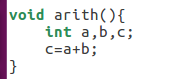 void arith(){
    int a,b,c;
    c=a+b;
}